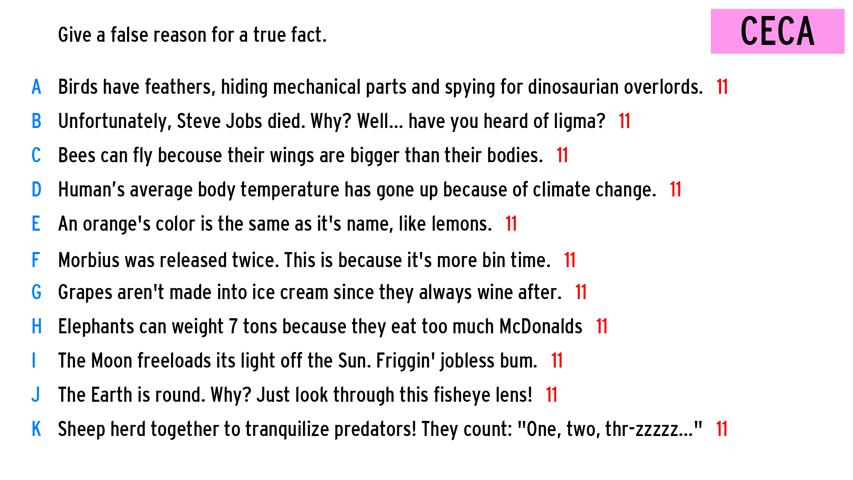 Give a false reason for a true fact.
CECA
A Birds have feathers, hiding mechanical parts and spying for dinosaurian overlords. 11
B Unfortunately, Steve Jobs died. Why? Well... have you heard of ligma? 11
C Bees can fly becouse their wings are bigger than their bodies. 11
D Human's average body temperature has gone up because of climate change. 11
E An orange's color is the same as it's name, like lemons. 11
F Morbius was released twice. This is because it's more bin time. 11
G Grapes aren't made into ice cream since they always wine after. 11
H Elephants can weight 7 tons because they eat too much McDonalds 11
I The Moon freeloads its light off the Sun. Friggin' jobless bum. 11
J The Earth is round. Why? Just look through this fisheye lens! 11
K Sheep herd together to tranquilize predators! They count: "One, two, thr-zzzzz..." 11